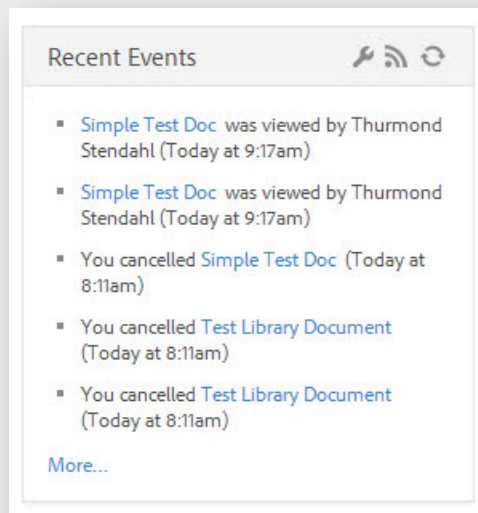 Recent Events
Simple Test Doc was viewed by Thurmond
Stendahl (Today at 9:17am)
Simple Test Doc was viewed by Thurmond
Stendahl (Today at 9:17am)
You cancelled Simple Test Doc (Today at
8:11am)
You cancelled Test Library Document
(Today at 8:11am)
You cancelled Test Library Document
(Today at 8:11am)
More...